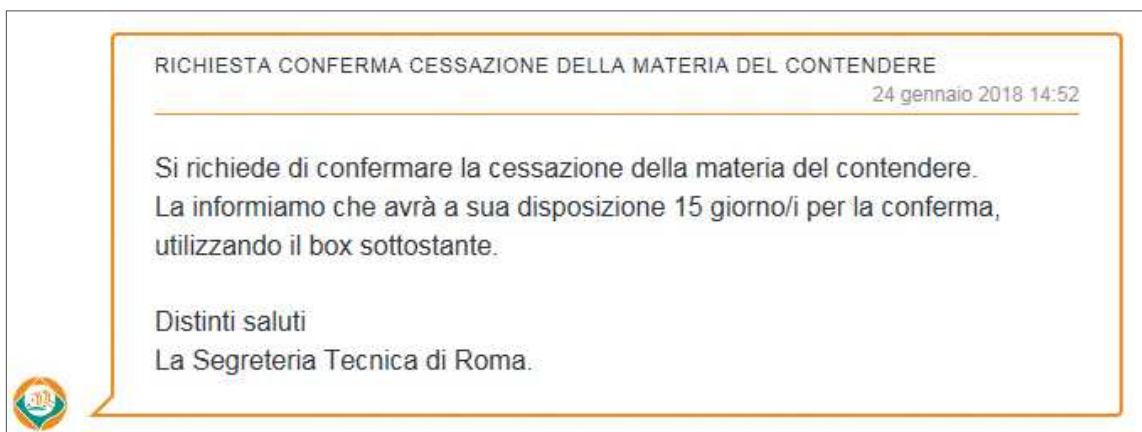 RICHIESTA CONFERMA CESSAZIONE DELLA MATERIA DEL CONTENDERE
24 gennaio 2018 14:52
Si richiede di confermare la cessazione della materia del contendere.
La informiamo che avrà a sua disposizione 15 giorno/i per la conferma,
utilizzando il box sottostante.
Distinti saluti
La Segreteria Tecnica di Roma.